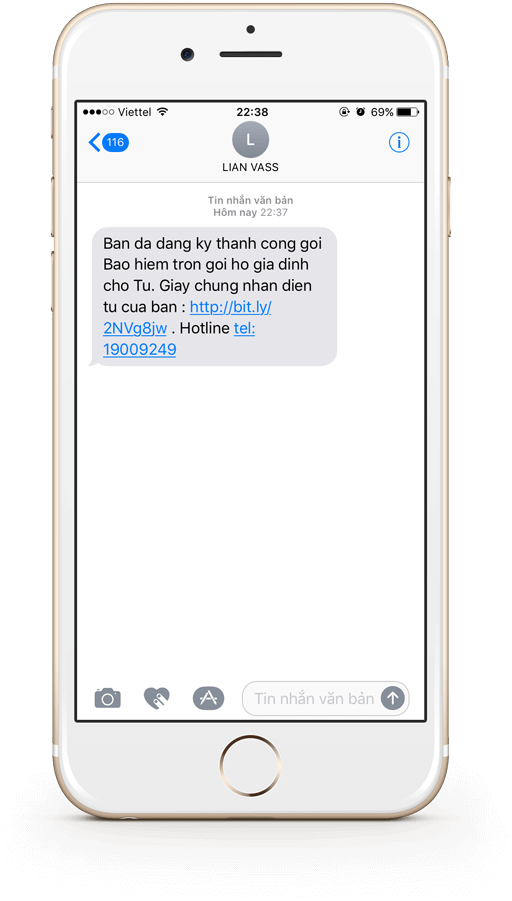 Viettel 22:38 69%
116 L
LIAN VASS
Tin nhắn văn bản
Hôm nay 22:37
Ban da dang ky thanh cong goi
Bao hiem tron goi ho gia dinh
cho Tu. Giay chung nhan dien
tu cua ban : http://bit.ly/
2NVg8jw . Hotline tel:
19009249
Tin nhắn văn bản